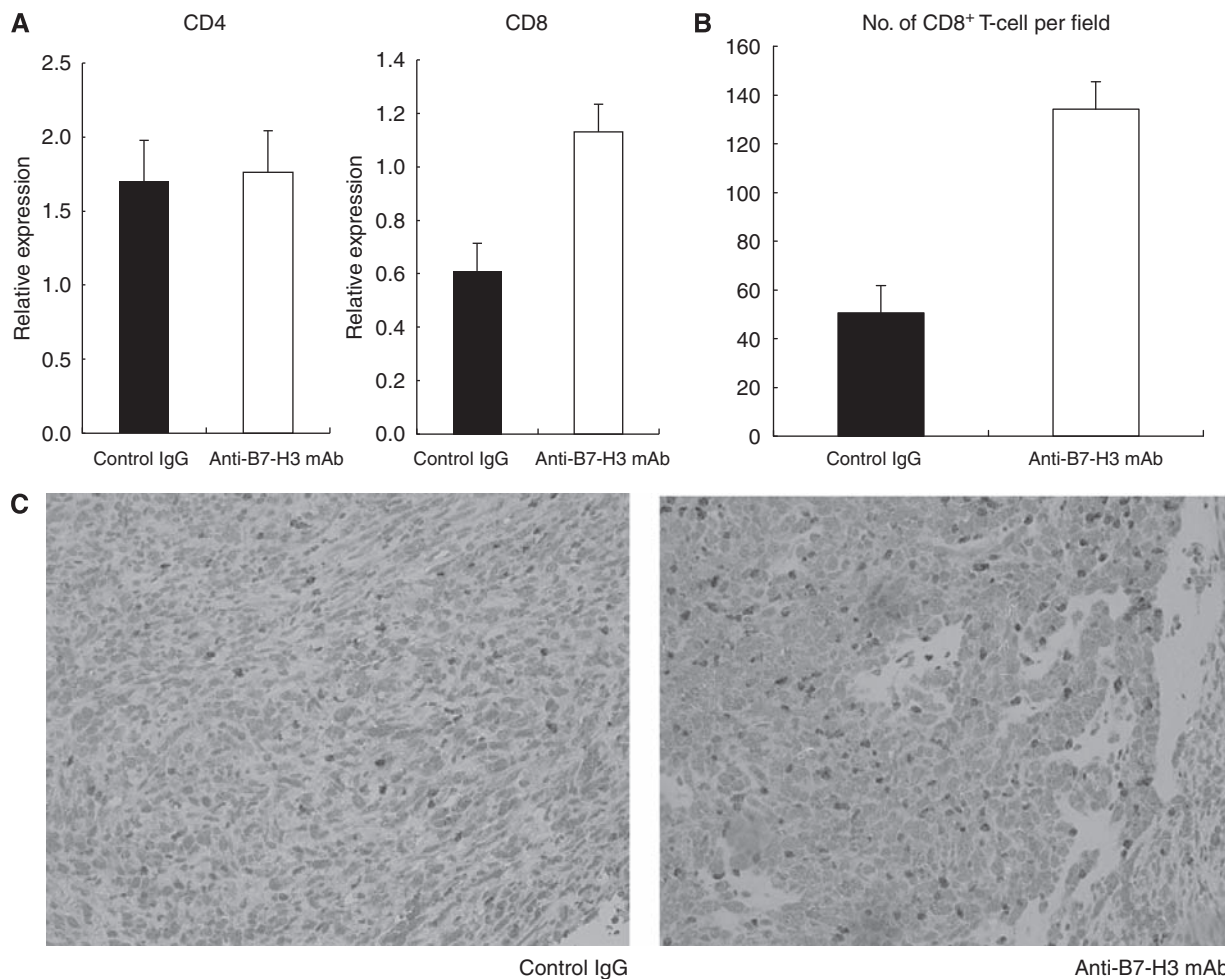 A
CD4
CD8
B
No. of CD8⁺ T-cell per field
Relative expression
2.5
2.0
1.5
1.0
0.5
0.0
Control IgG
Anti-B7-H3 mAb
Relative expression
1.4
1.2
1.0
0.8
0.6
0.4
0.2
0.0
Control IgG
Anti-B7-H3 mAb
160
140
120
100
80
60
40
20
0
Control IgG
Anti-B7-H3 mAb
C
Control IgG
Anti-B7-H3 mAb